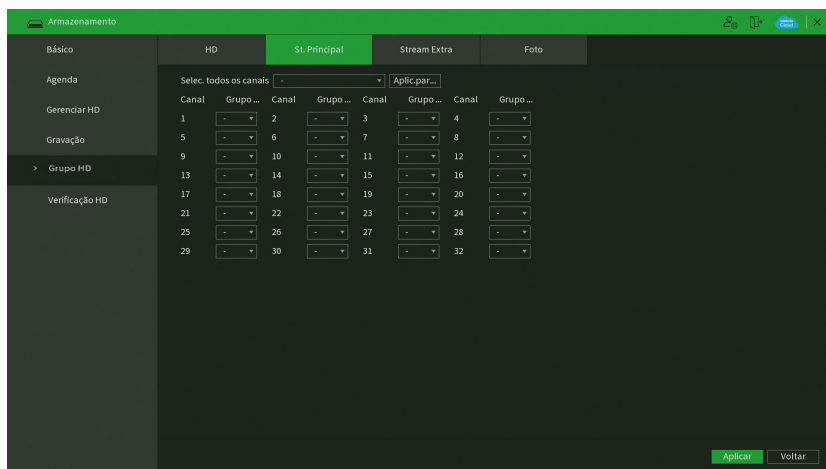 Armazenamento
Básico
Agenda
Gerenciar HD
Gravação
> Grupo HD
Verificação HD
HD St. Principal Stream Extra Foto
Selec. todos os canais - Aplic.par...
Canal Grupo ... Canal Grupo ... Canal Grupo ... Canal Grupo ...
1 - 2 - 3 - 4 -
5 - 6 - 7 - 8 -
9 - 10 - 11 - 12 -
13 - 14 - 15 - 16 -
17 - 18 - 19 - 20 -
21 - 22 - 23 - 24 -
25 - 26 - 27 - 28 -
29 - 30 - 31 - 32 -
Aplicar Voltar